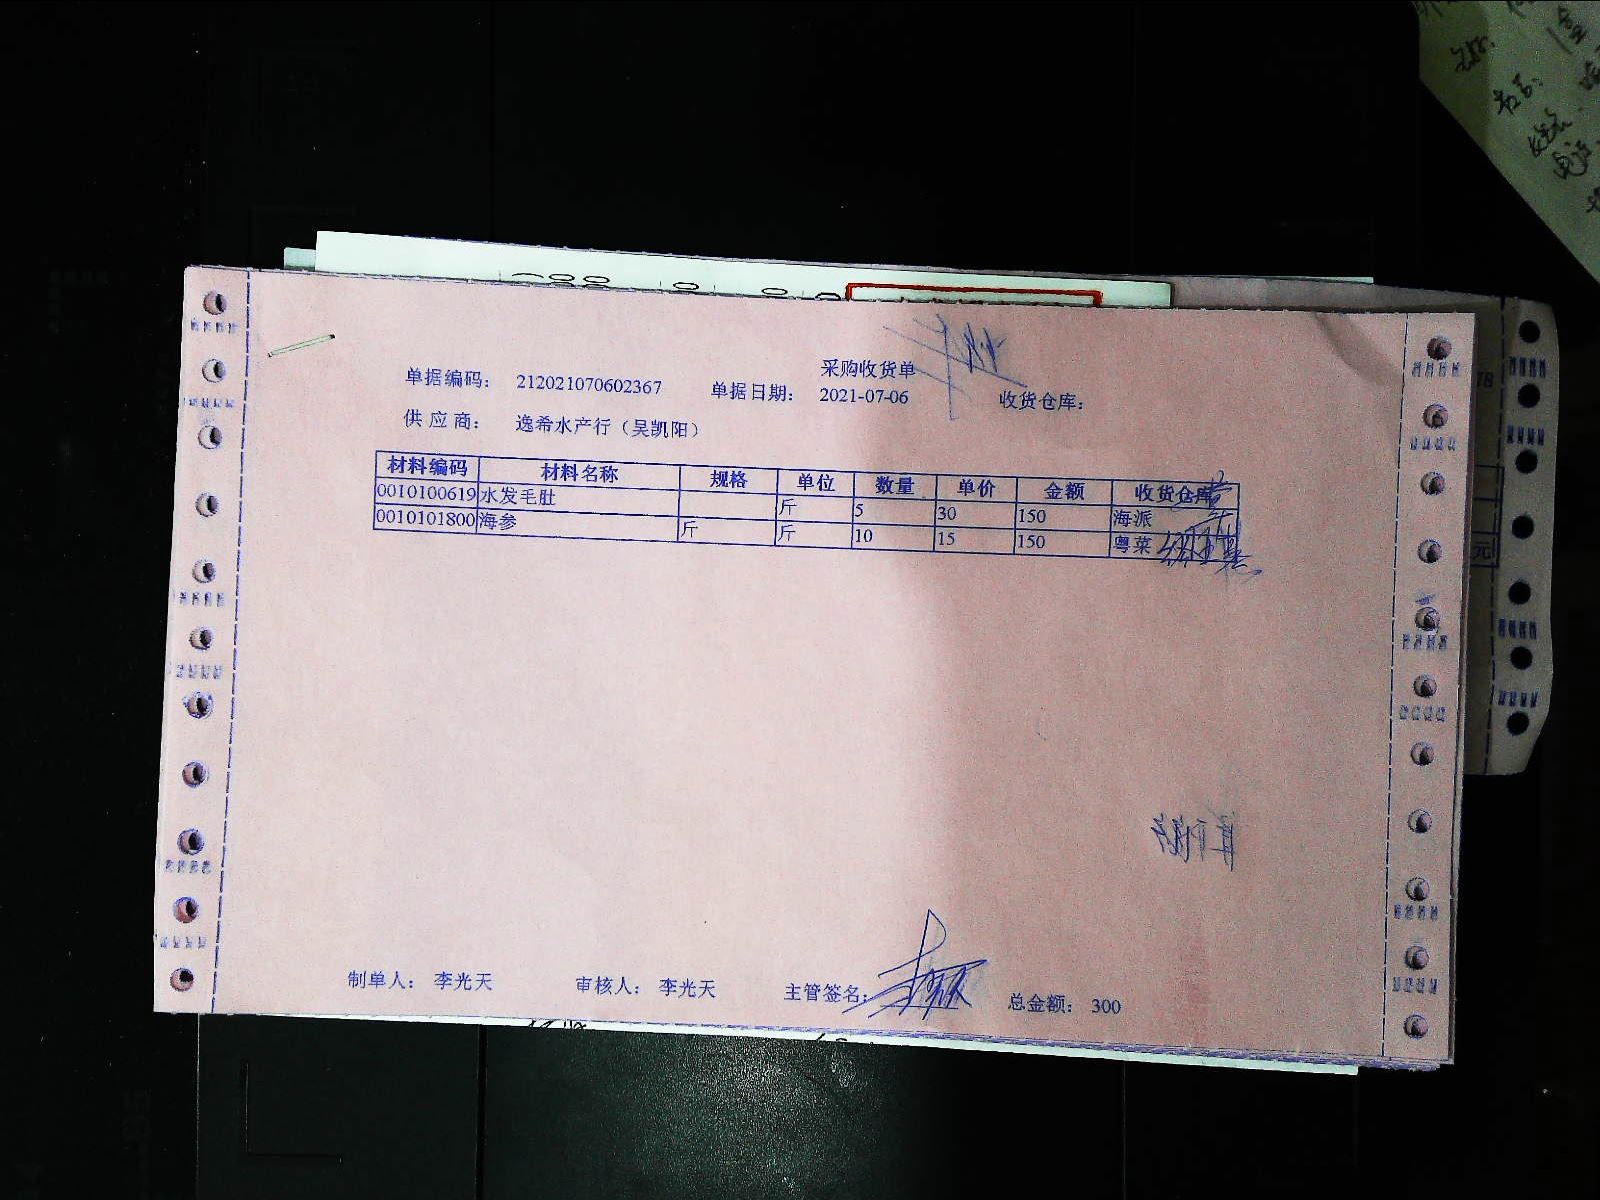 采购收货单
单据编码: 212021070602367 单据日期: 2021-07-06 收货仓库:
供应商: 逸希水产行（吴凯阳）
材料编码 材料名称 规格 单位 数量 单价 金额 收货仓库
0010100619 水发毛肚 斤 5 30 150 海派
0010101800 海参 斤 斤 10 15 150 粤菜
制单人: 李光天 审核人: 李光天 主管签名: 总金额: 300
元